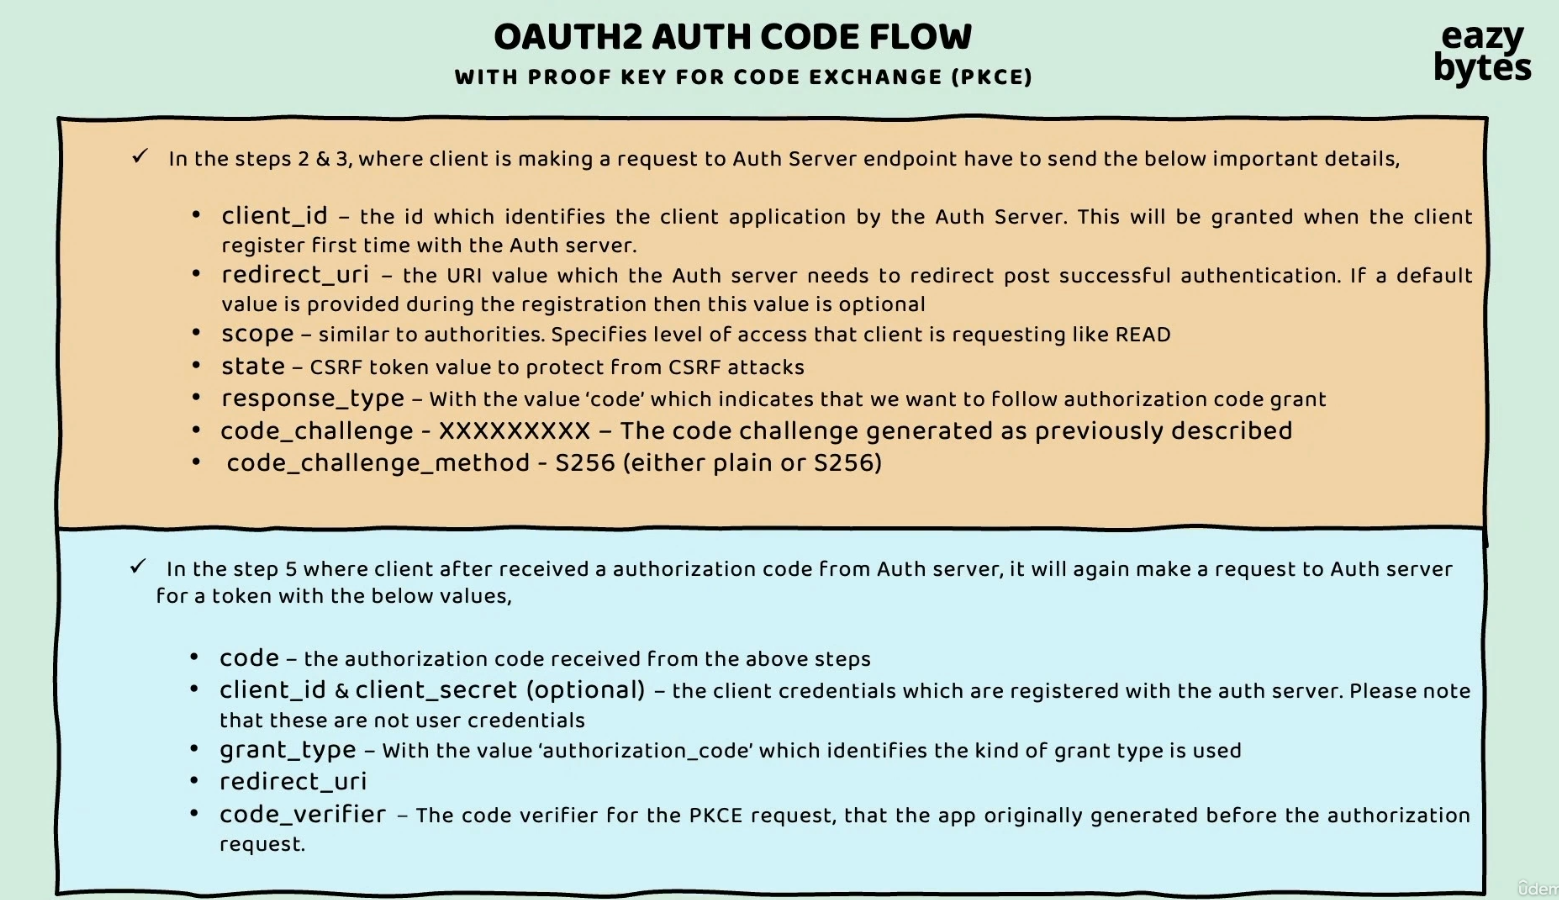 OAUTH2 AUTH CODE FLOW
WITH PROOF KEY FOR CODE EXCHANGE (PKCE)
eazy
bytes
✓ In the steps 2 & 3, where client is making a request to Auth Server endpoint have to send the below important details,
• client_id – the id which identifies the client application by the Auth Server. This will be granted when the client
register first time with the Auth server.
• redirect_uri – the URI value which the Auth server needs to redirect post successful authentication. If a default
value is provided during the registration then this value is optional
• scope – similar to authorities. Specifies level of access that client is requesting like READ
• state – CSRF token value to protect from CSRF attacks
• response_type – With the value ‘code’ which indicates that we want to follow authorization code grant
• code_challenge - XXXXXXXXX – The code challenge generated as previously described
• code_challenge_method - S256 (either plain or S256)
✓ In the step 5 where client after received a authorization code from Auth server, it will again make a request to Auth server
for a token with the below values,
• code – the authorization code received from the above steps
• client_id & client_secret (optional) – the client credentials which are registered with the auth server. Please note
that these are not user credentials
• grant_type – With the value ‘authorization_code’ which identifies the kind of grant type is used
• redirect_uri
• code_verifier – The code verifier for the PKCE request, that the app originally generated before the authorization
request.